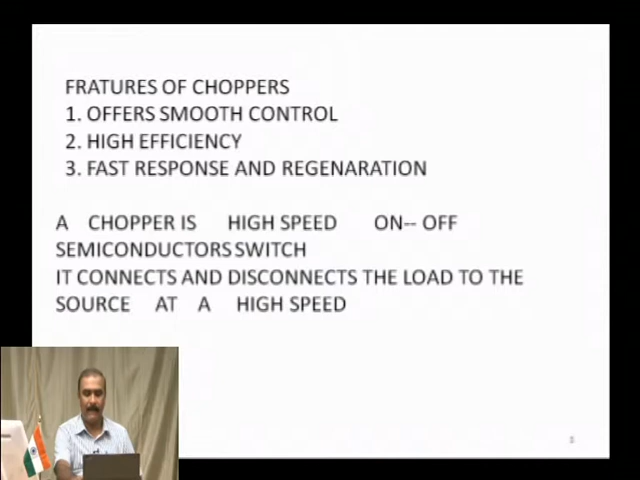 FRATURES OF CHOPPERS
1. OFFERS SMOOTH CONTROL
2. HIGH EFFICIENCY
3. FAST RESPONSE AND REGENARATION
A CHOPPER IS HIGH SPEED ON-- OFF
SEMICONDUCTORS SWITCH
IT CONNECTS AND DISCONNECTS THE LOAD TO THE
SOURCE AT A HIGH SPEED